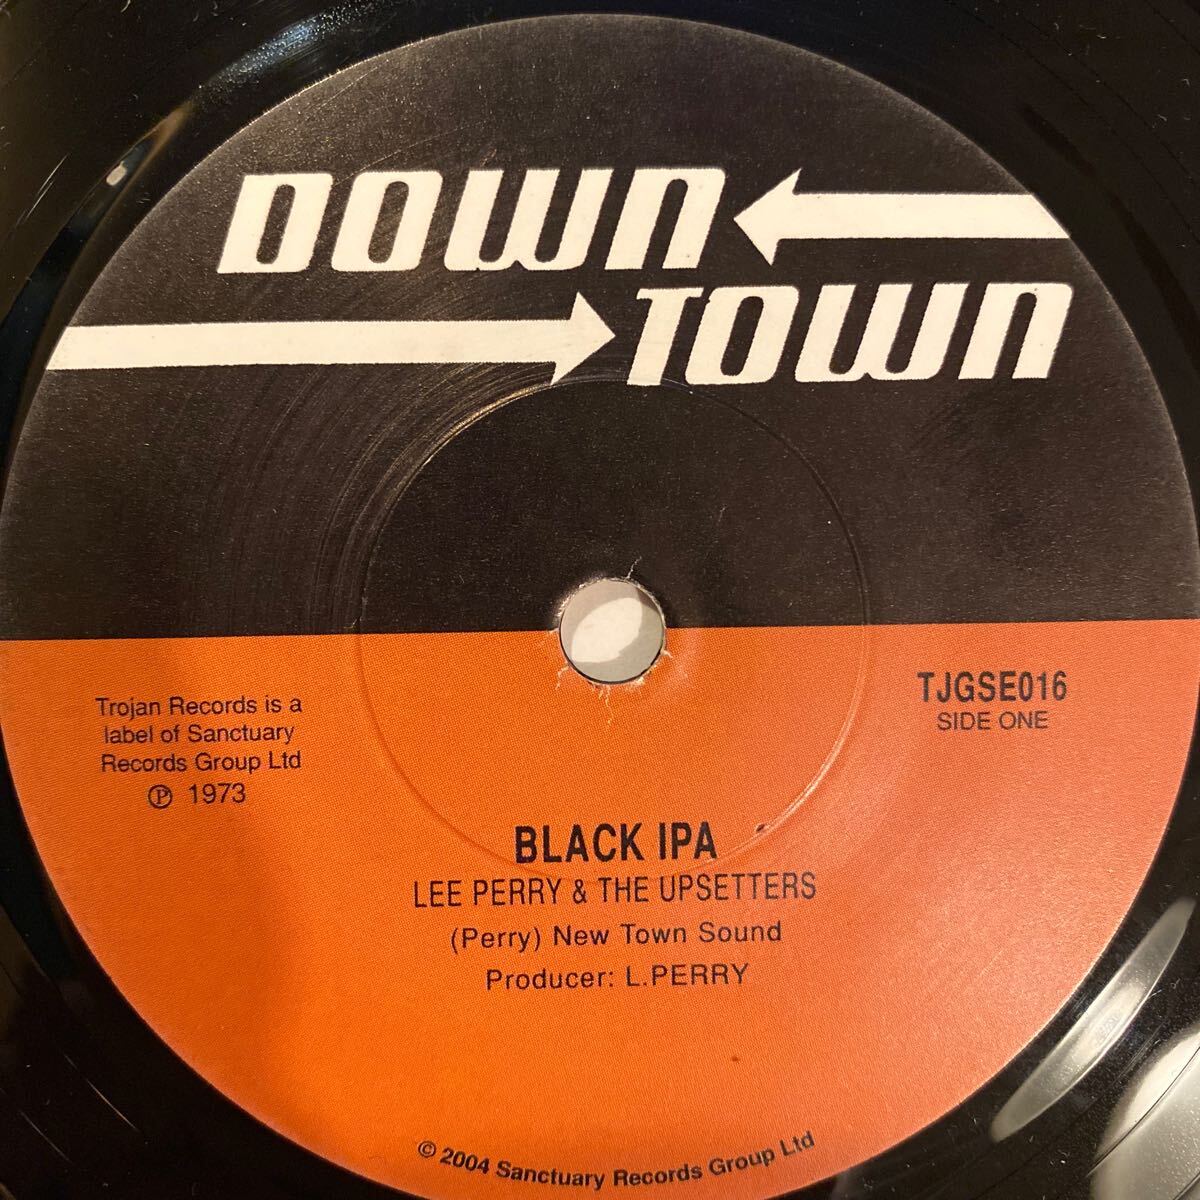 DOWN
TOWN
Trojan Records is a
label of Sanctuary
Records Group Ltd
℗ 1973
TJGSE016
SIDE ONE
BLACK IPA
LEE PERRY & THE UPSETTERS
(Perry) New Town Sound
Producer: L.PERRY
© 2004 Sanctuary Records Group Ltd